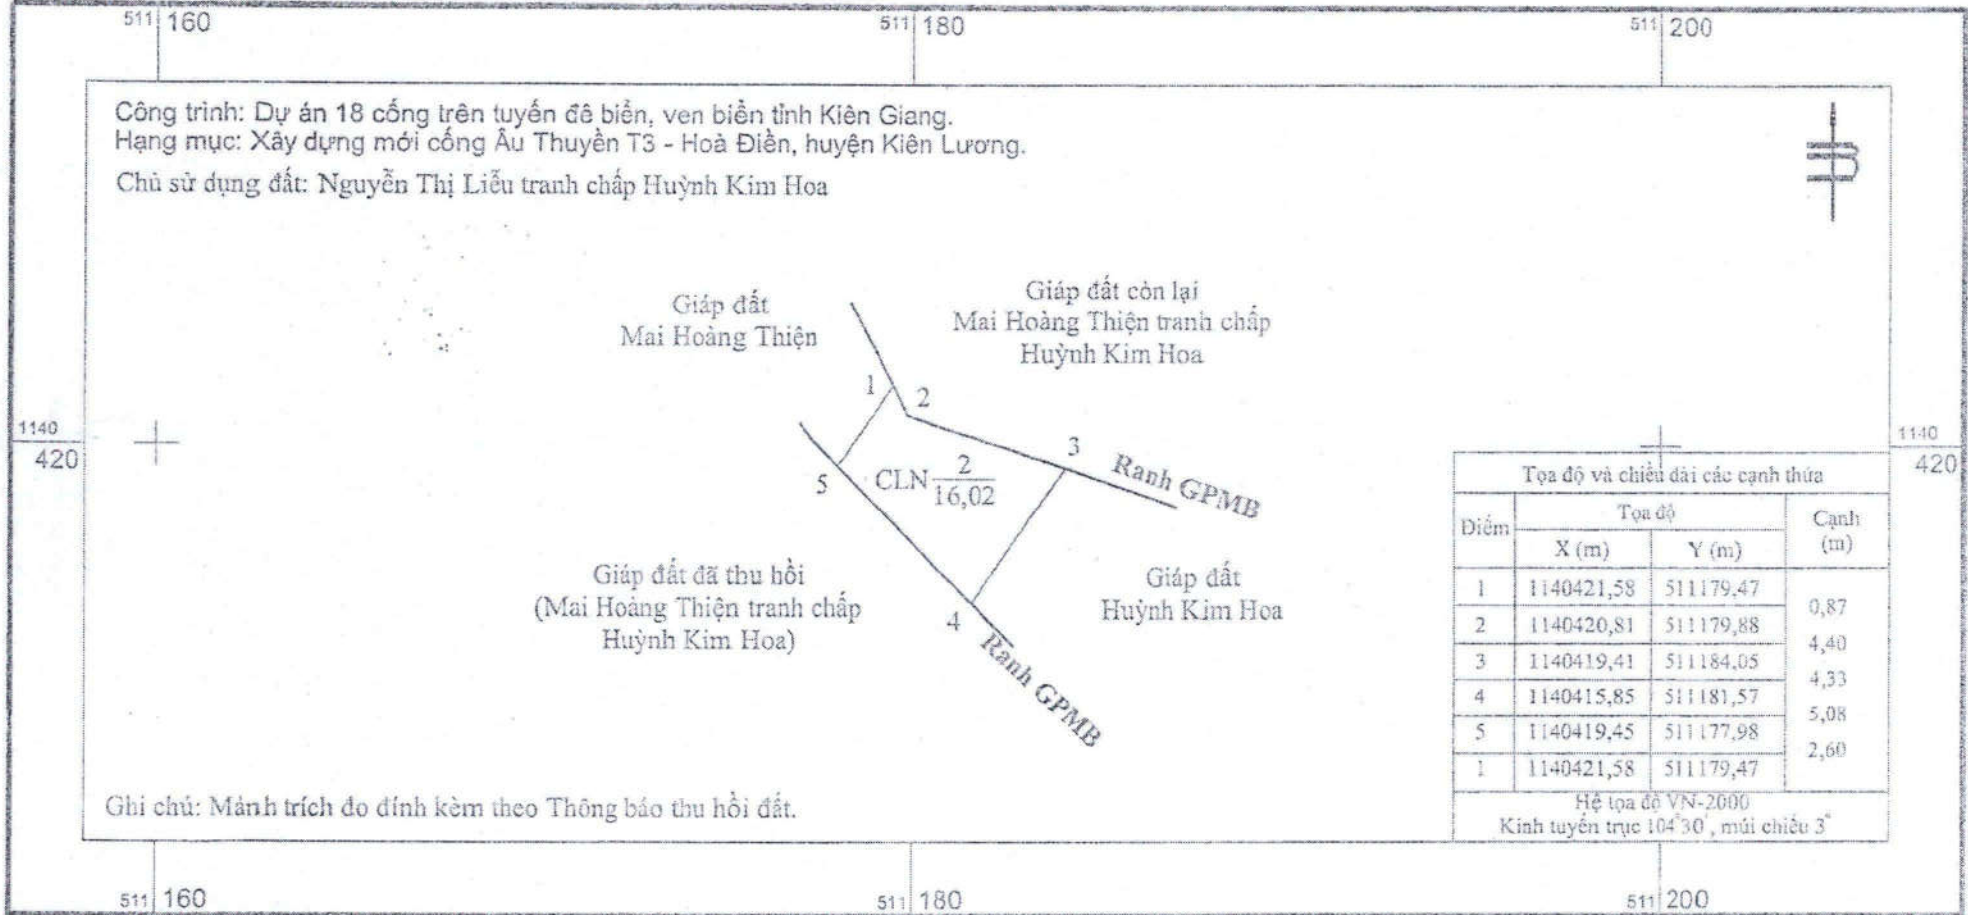 511 160
511 180
511 200
Công trình: Dự án 18 cống trên tuyến đê biển, ven biển tỉnh Kiên Giang.
Hạng mục: Xây dựng mới cống Âu Thuyền T3 - Hoà Điền, huyện Kiên Lương.
Chủ sử dụng đất: Nguyễn Thị Liễu tranh chấp Huỳnh Kim Hoa
Giáp đất
Mai Hoàng Thiện
Giáp đất còn lại
Mai Hoàng Thiện tranh chấp
Huỳnh Kim Hoa
1
2
3
Ranh GPMB
5
CLN 2
16,02
1140
420
1140
420
Giáp đất đã thu hồi
(Mai Hoàng Thiện tranh chấp
Huỳnh Kim Hoa)
4
Ranh GPMB
Giáp đất
Huỳnh Kim Hoa
Tọa độ và chiều dài các cạnh thửa
Điểm Tọa độ Cạnh
X (m) Y (m) (m)
1 1140421,58 511179,47
0,87
2 1140420,81 511179,88
4,40
3 1140419,41 511184,05
4,33
4 1140415,85 511181,57
5,08
5 1140419,45 511177,98
2,60
1 1140421,58 511179,47
Hệ tọa độ VN-2000
Kinh tuyến trục 104°30', múi chiếu 3°
Ghi chú: Mảnh trích đo đính kèm theo Thông báo thu hồi đất.
511 160
511 180
511 200